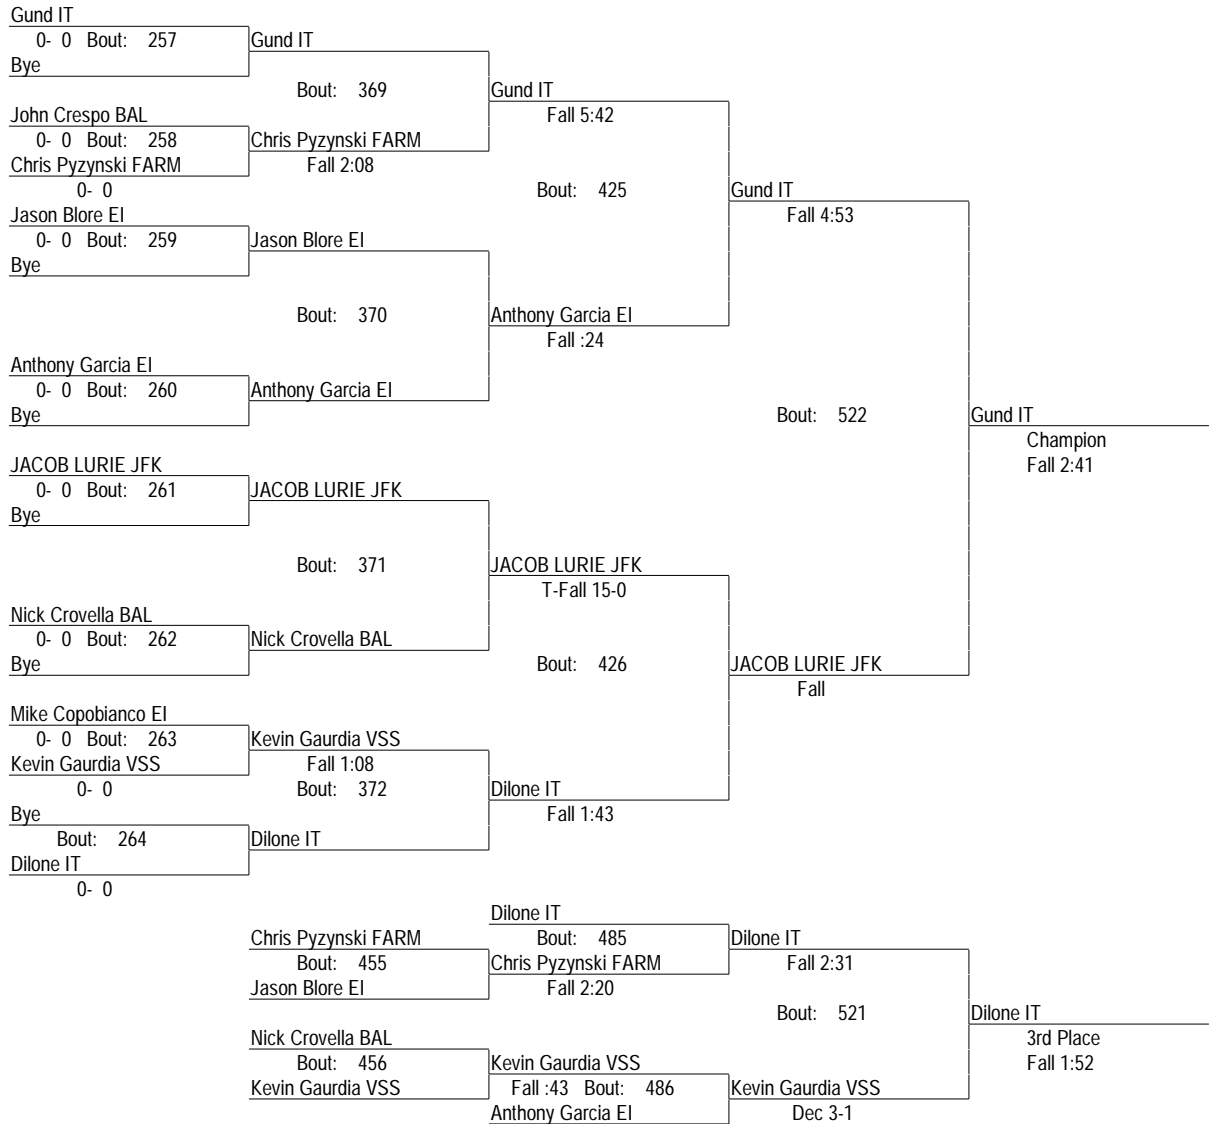 Gund IT
0- 0 Bout: 257
Gund IT
Bye
Bout: 369
Gund IT
John Crespo BAL
Fall 5:42
0- 0 Bout: 258
Chris Pyzynski FARM
Chris Pyzynski FARM
Fall 2:08
0- 0
Bout: 425
Gund IT
Jason Blore EI
Fall 4:53
0- 0 Bout: 259
Jason Blore EI
Bye
Bout: 370
Anthony Garcia EI
Fall :24
Anthony Garcia EI
0- 0 Bout: 260
Anthony Garcia EI
Bye
Bout: 522
Gund IT
Champion
JACOB LURIE JFK
Fall 2:41
0- 0 Bout: 261
JACOB LURIE JFK
Bye
Bout: 371
JACOB LURIE JFK
T-Fall 15-0
Nick Crovella BAL
0- 0 Bout: 262
Nick Crovella BAL
Bye
Bout: 426
JACOB LURIE JFK
Fall
Mike Copobianco EI
0- 0 Bout: 263
Kevin Gaurdia VSS
Kevin Gaurdia VSS
Fall 1:08
0- 0
Bout: 372
Dilone IT
Bye
Fall 1:43
Bout: 264
Dilone IT
Dilone IT
0- 0
Dilone IT
Chris Pyzynski FARM
Bout: 485
Dilone IT
Bout: 455
Chris Pyzynski FARM
Fall 2:31
Jason Blore EI
Fall 2:20
Bout: 521
Dilone IT
Nick Crovella BAL
3rd Place
Bout: 456
Kevin Gaurdia VSS
Fall 1:52
Kevin Gaurdia VSS
Fall :43 Bout: 486
Kevin Gaurdia VSS
Anthony Garcia EI
Dec 3-1